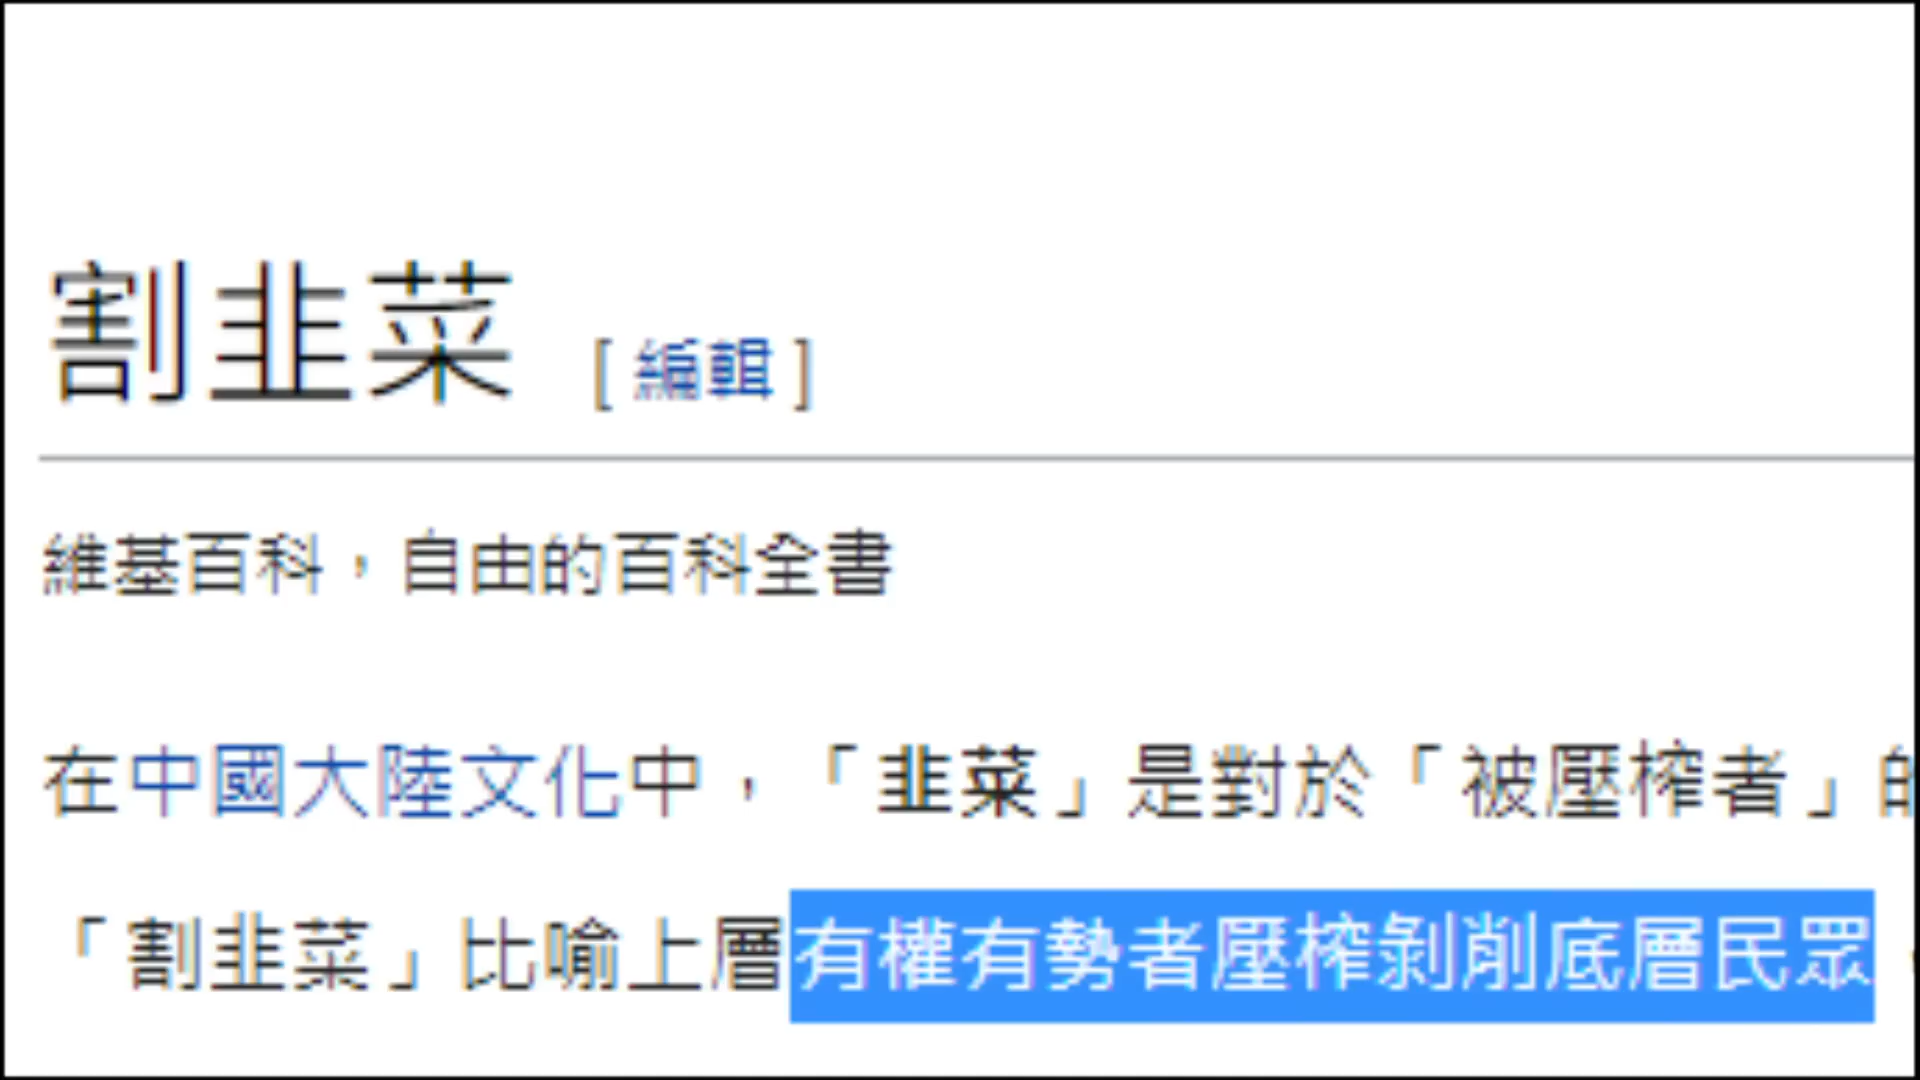 割韭菜 [編輯]
維基百科，自由的百科全書
在中國大陸文化中，「韭菜」是對於「被壓榨者」的
「割韭菜」比喻上層有權有勢者壓榨剝削底層民眾